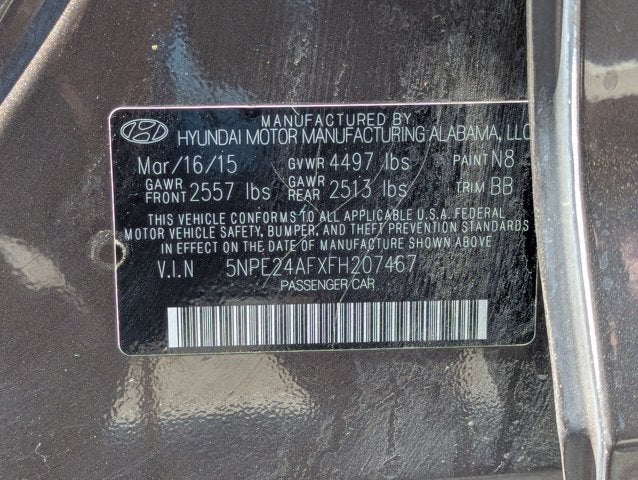 MANUFACTURED BY
HYUNDAI MOTOR MANUFACTURING ALABAMA, LLC
Mar/16/15 GVWR 4497 lbs PAINT N8
GAWR FRONT 2557 lbs GAWR REAR 2513 lbs TRIM BB
THIS VEHICLE CONFORMS TO ALL APPLICABLE U.S.A. FEDERAL
MOTOR VEHICLE SAFETY, BUMPER, AND THEFT PREVENTION STANDARDS
IN EFFECT ON THE DATE OF MANUFACTURE SHOWN ABOVE
V.I.N 5NPE24AFXFH207467
PASSENGER CAR